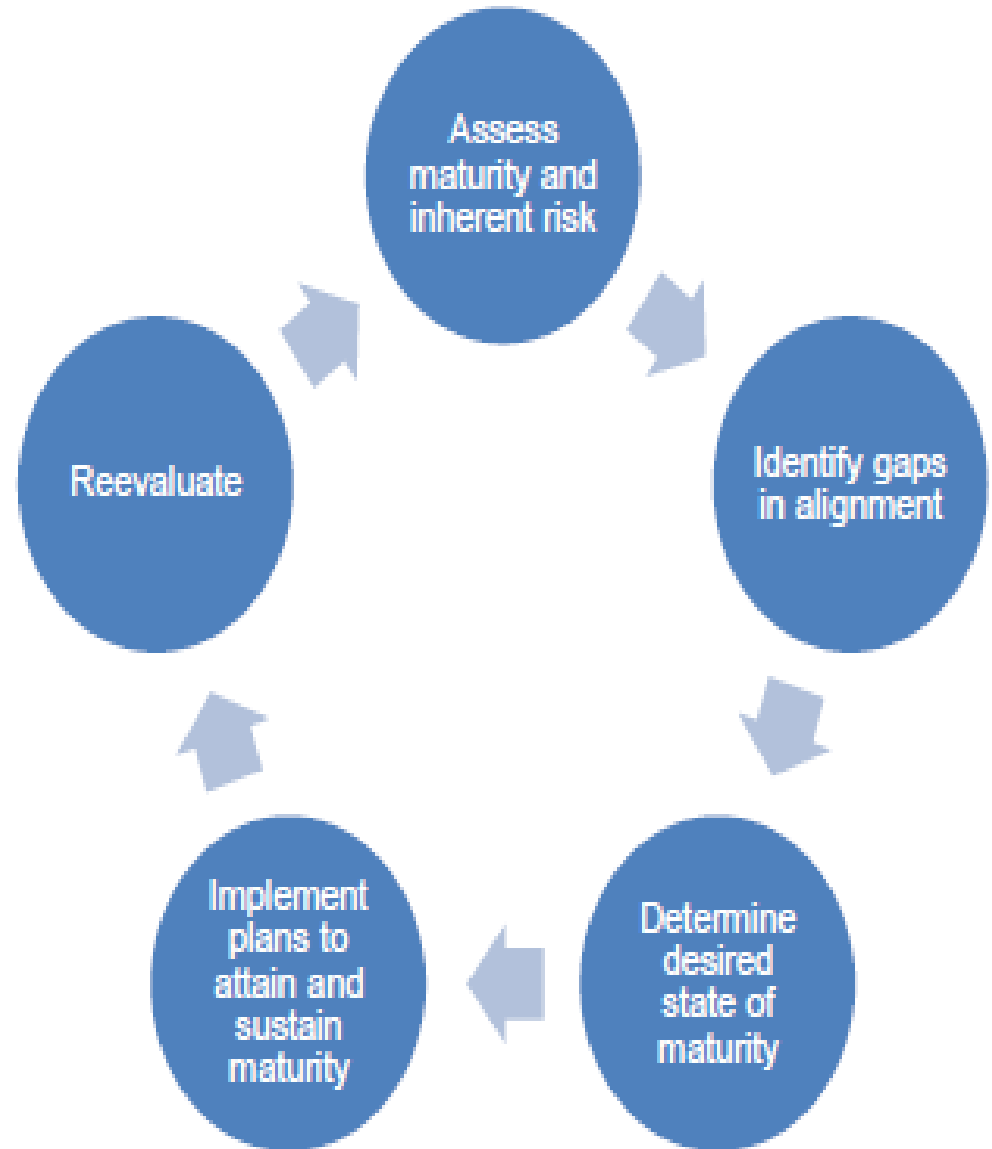 Assess
maturity and
inherent risk
Identify gaps
in alignment
Determine
desired
state of
maturity
Implement
plans to
attain and
sustain
maturity
Reevaluate